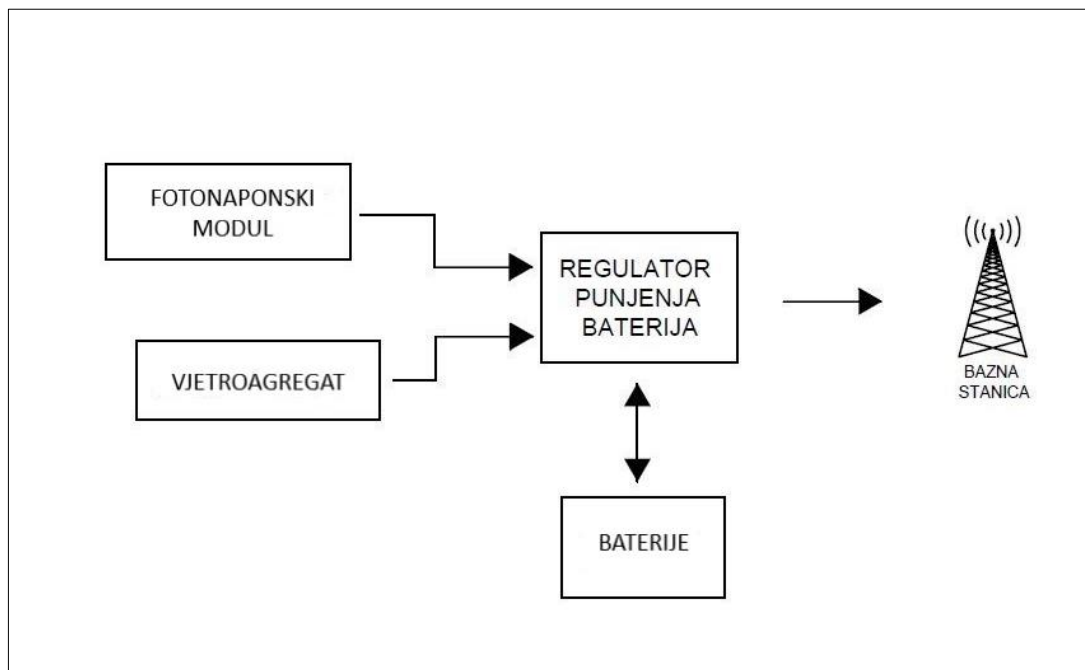 FOTONAPONSKI
MODUL
REGULATOR
PUNJENJA
BATERIJA
VJETROAGREGAT
BAZNA
STANICA
BATERIJE